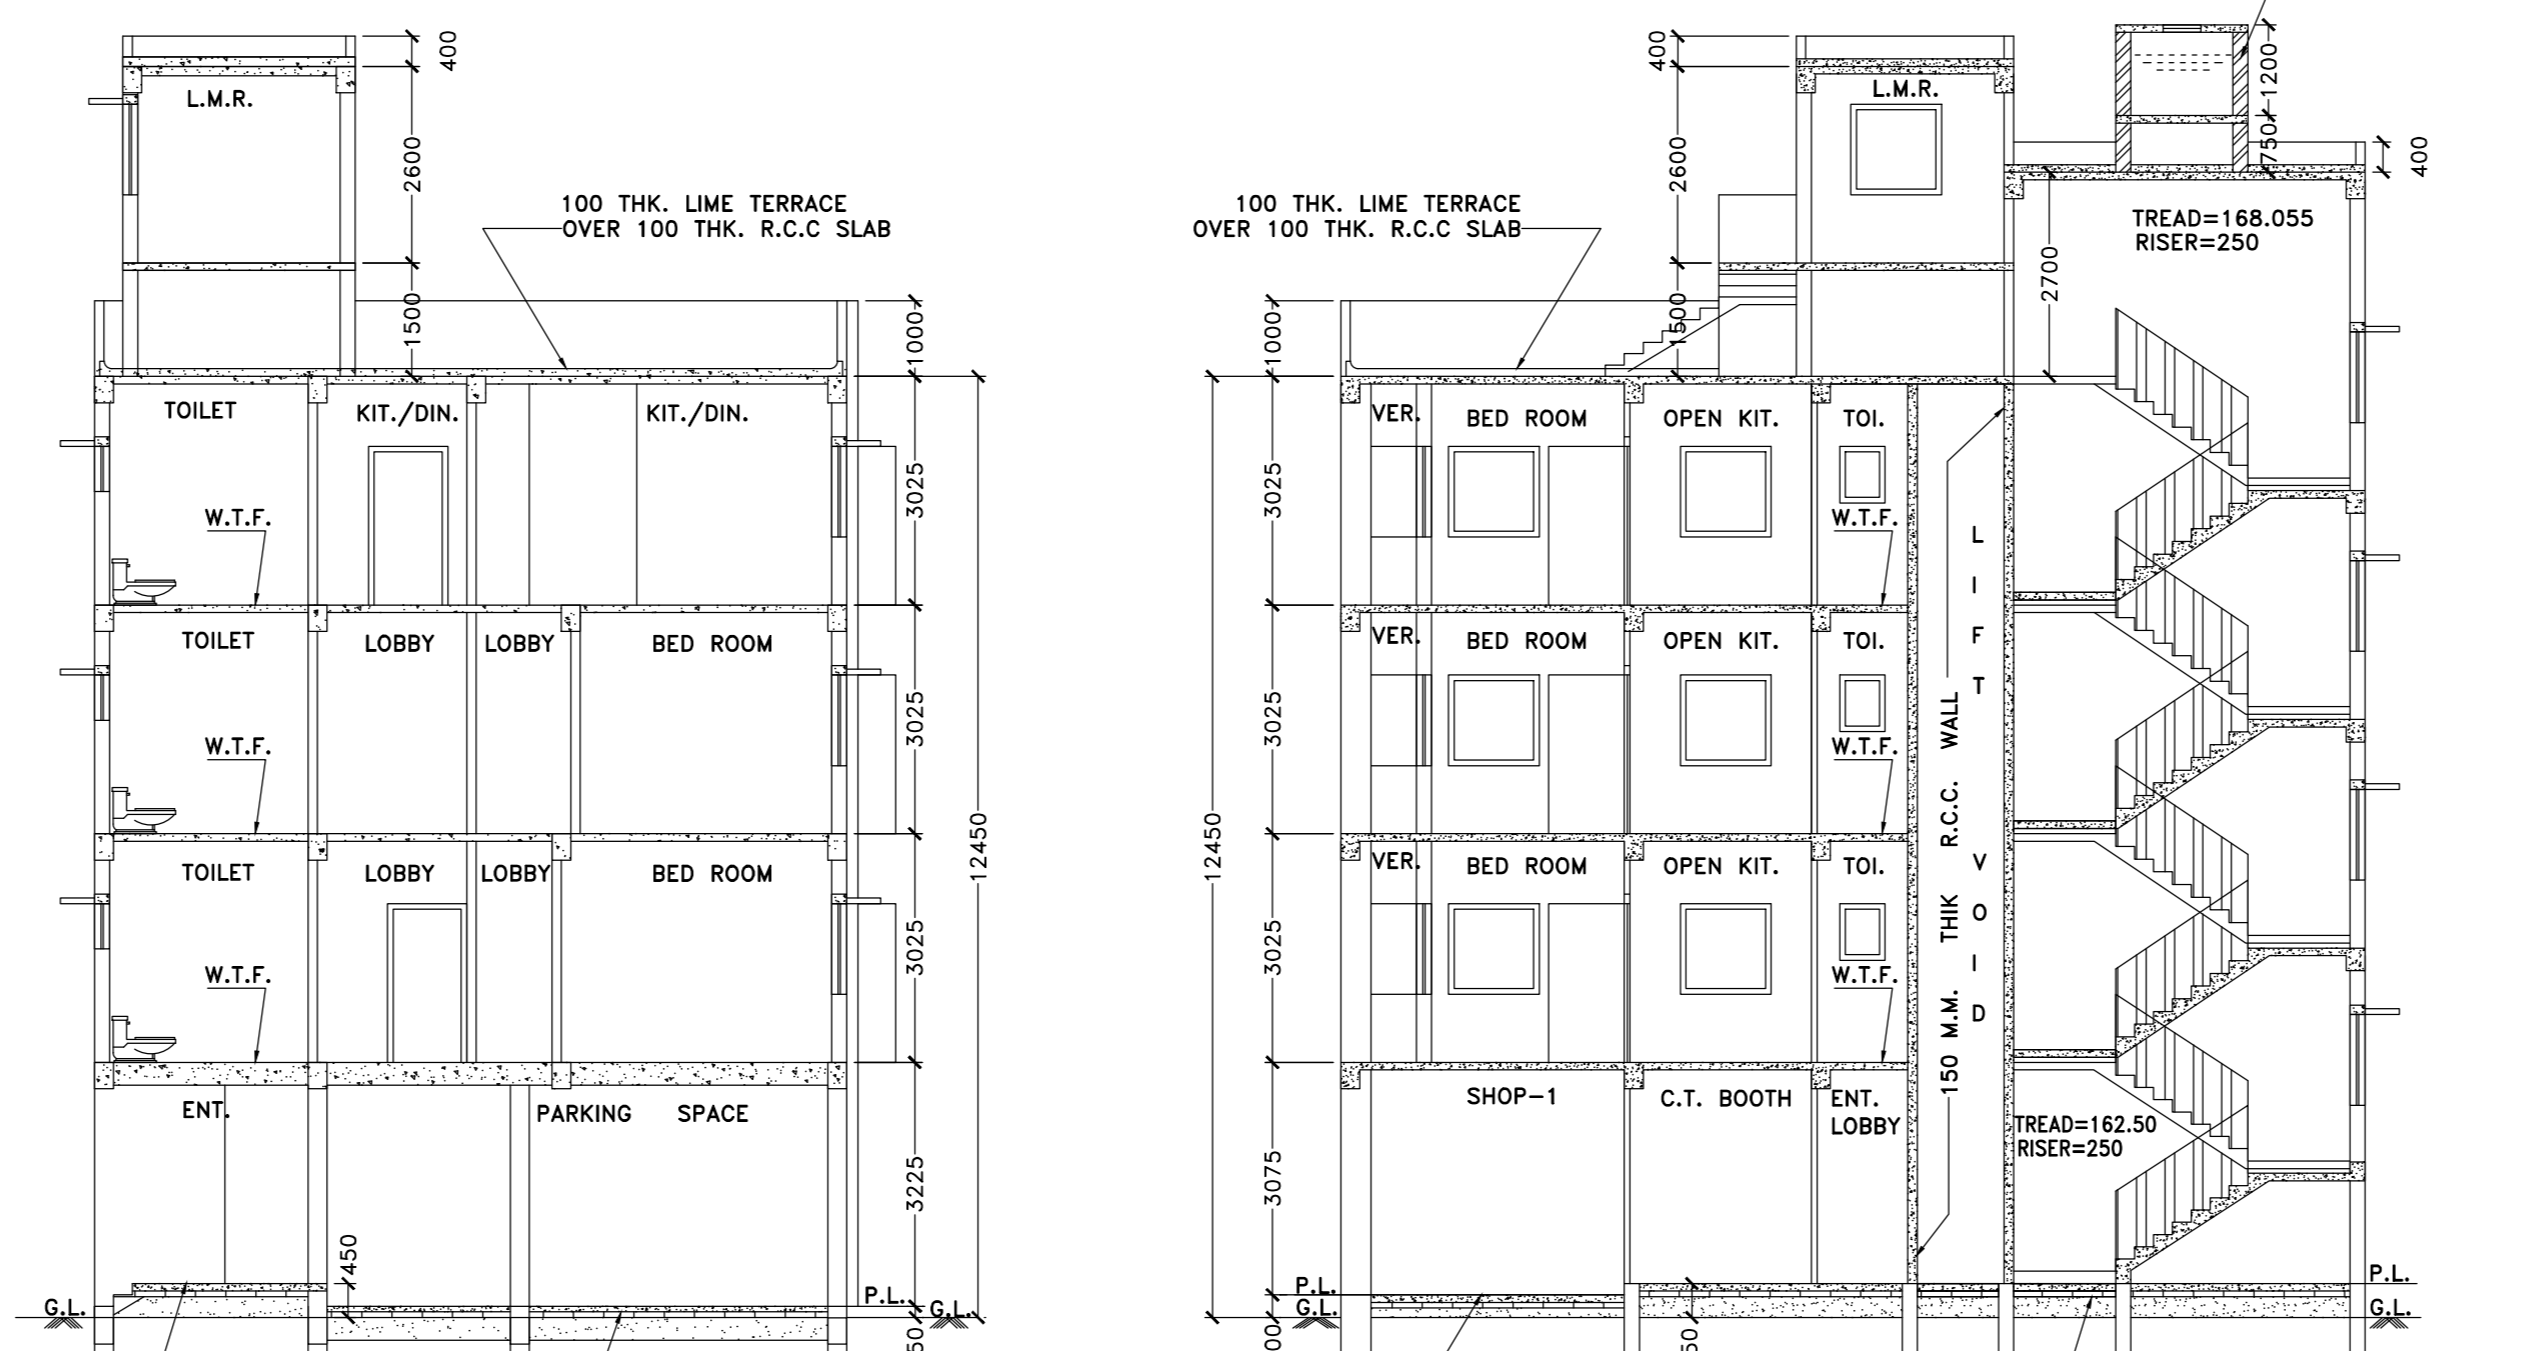 400
L.M.R.
2600
100 THK. LIME TERRACE
OVER 100 THK. R.C.C SLAB
1500
1000
TOILET
KIT./DIN.
KIT./DIN.
W.T.F.
3025
TOILET
LOBBY
LOBBY
BED ROOM
W.T.F.
3025
12450
TOILET
LOBBY
LOBBY
BED ROOM
W.T.F.
3025
ENT.
PARKING SPACE
3225
450
G.L.
P.L.
G.L.
400
L.M.R.
1200
750
400
2600
100 THK. LIME TERRACE
OVER 100 THK. R.C.C SLAB
TREAD=168.055
RISER=250
2700
1500
1000
VER.
BED ROOM
OPEN KIT.
TOI.
W.T.F.
3025
VER.
BED ROOM
OPEN KIT.
TOI.
W.T.F.
3025
12450
VER.
BED ROOM
OPEN KIT.
TOI.
W.T.F.
3025
LIFT VOID
150 M.M. THIK R.C.C. WALL
SHOP-1
C.T. BOOTH
ENT.
LOBBY
TREAD=162.50
RISER=250
3075
P.L.
G.L.
P.L.
G.L.